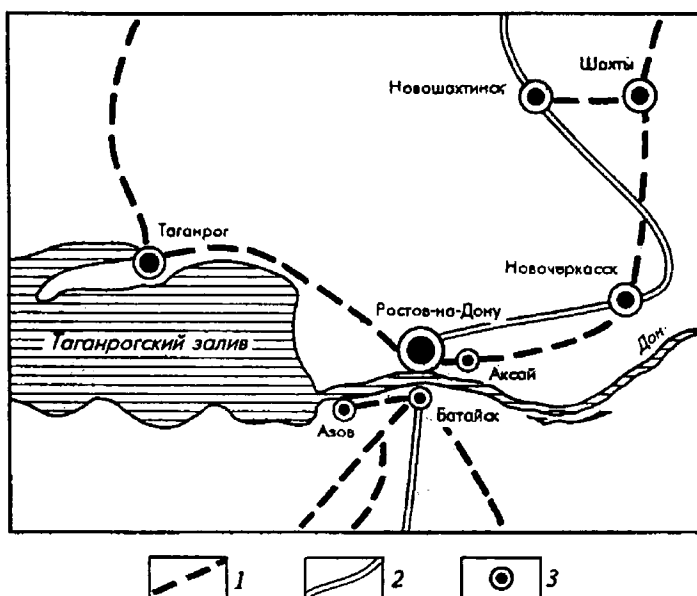 Шахты
Новошахтинск
Таганрог
Новочеркасск
Ростов-на-Дону
Таганрогский залив
Дон
Аксай
Батайск
Азов
1
2
3